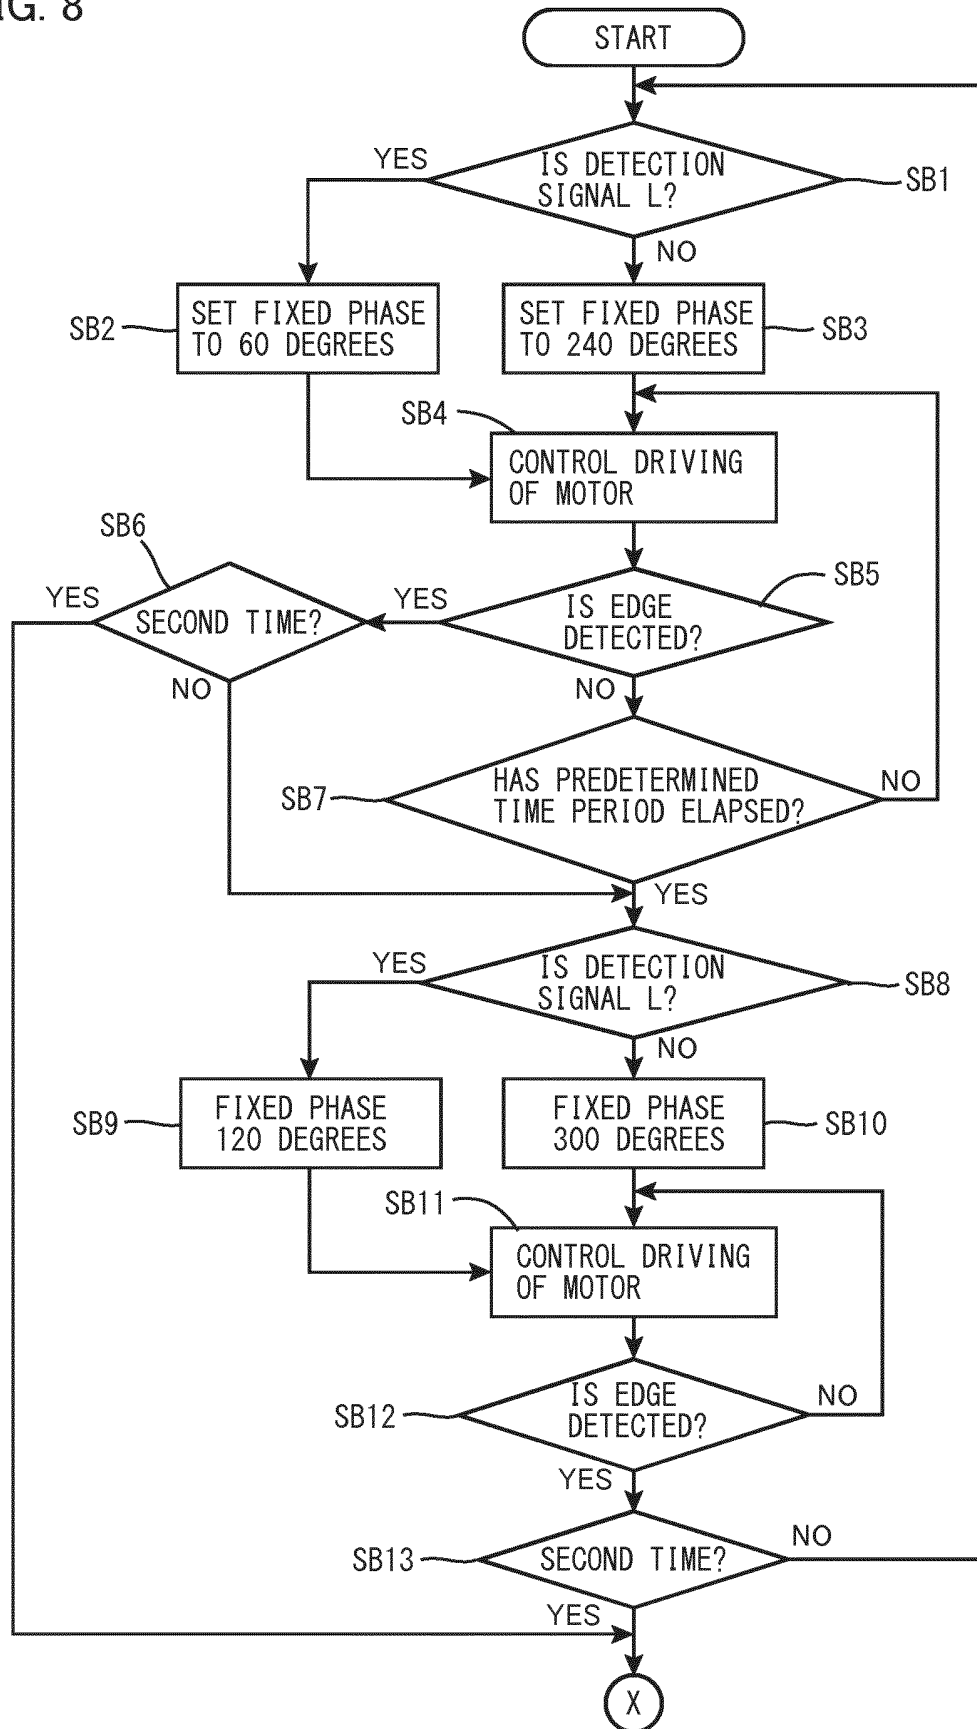 IG. 8
START
YES
IS DETECTION
SIGNAL L?
SB1
NO
SB2
SET FIXED PHASE
TO 60 DEGREES
SET FIXED PHASE
TO 240 DEGREES
SB3
SB4
CONTROL DRIVING
OF MOTOR
SB6
YES
SECOND TIME?
YES
IS EDGE
DETECTED?
SB5
NO
NO
SB7
HAS PREDETERMINED
TIME PERIOD ELAPSED?
NO
YES
YES
IS DETECTION
SIGNAL L?
SB8
NO
SB9
FIXED PHASE
120 DEGREES
FIXED PHASE
300 DEGREES
SB10
SB11
CONTROL DRIVING
OF MOTOR
SB12
IS EDGE
DETECTED?
NO
YES
SB13
SECOND TIME?
NO
YES
X